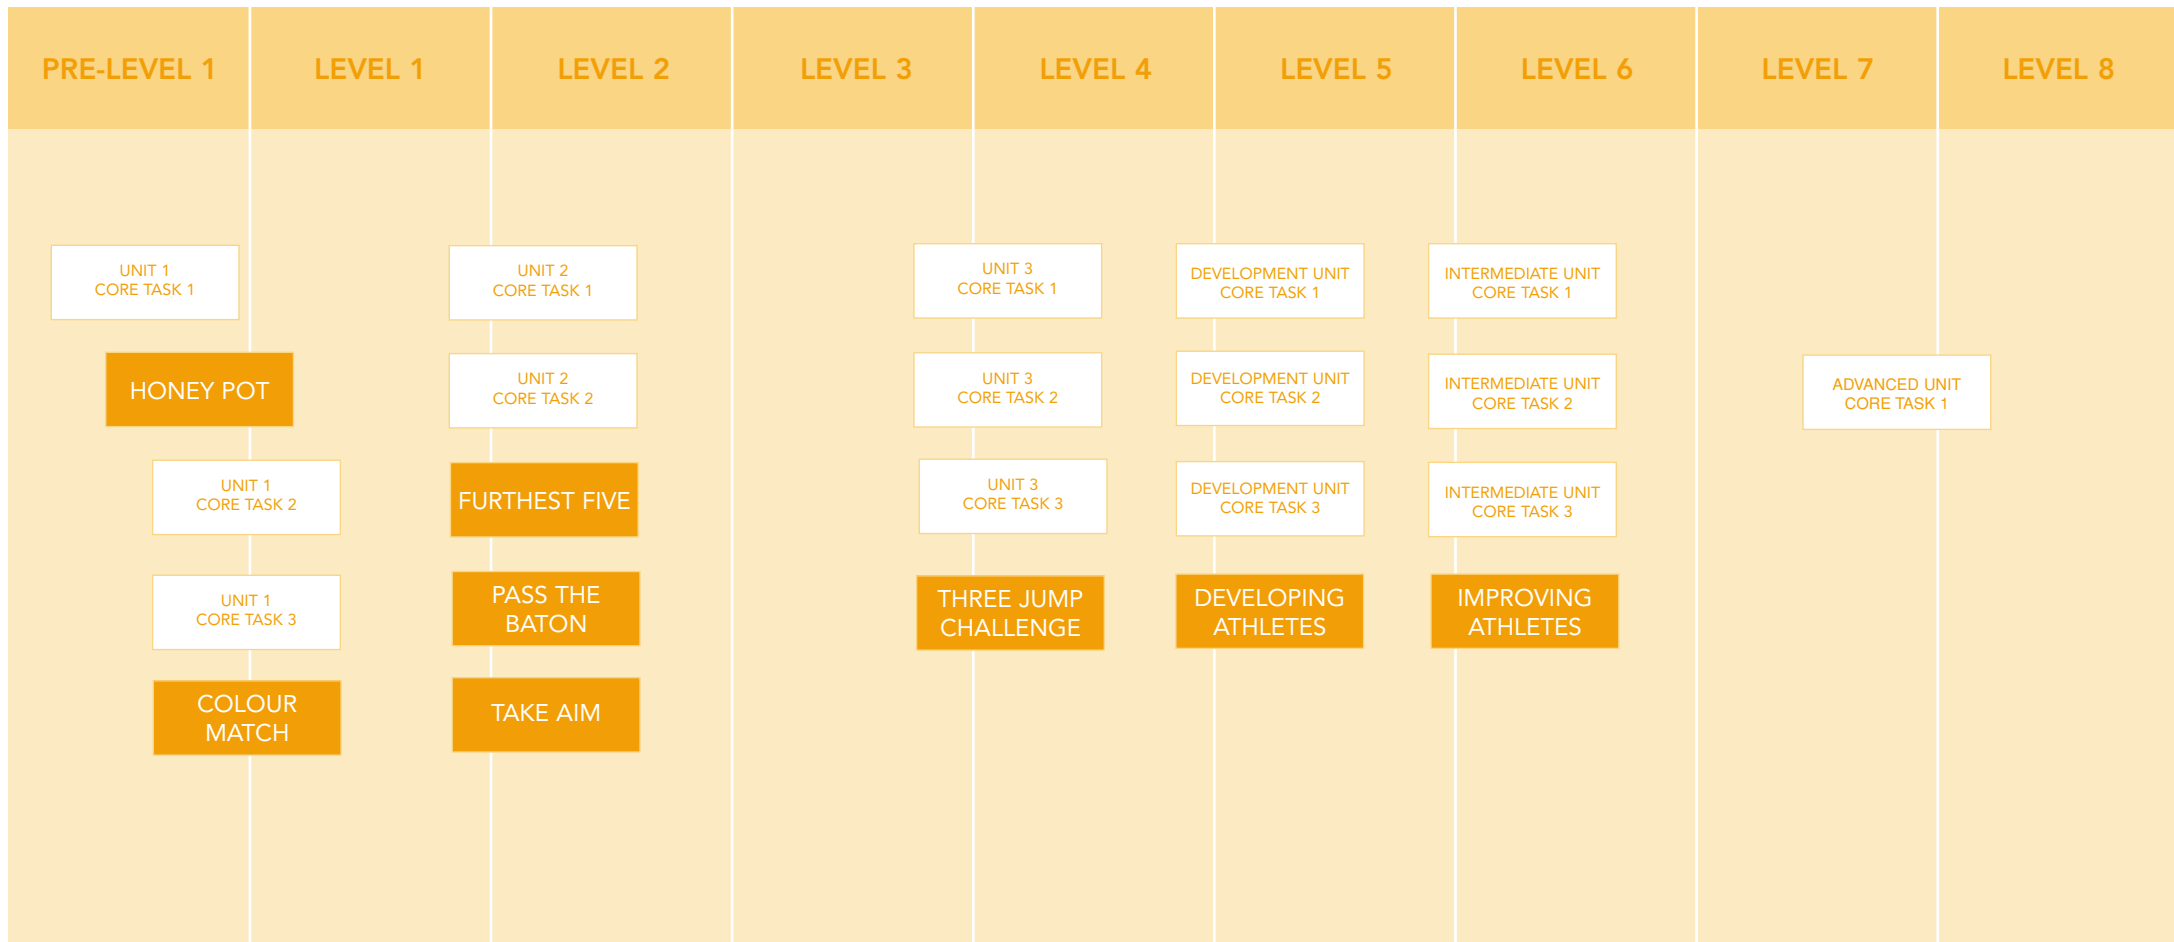 PRE-LEVEL 1
LEVEL 1
LEVEL 2
LEVEL 3
LEVEL 4
LEVEL 5
LEVEL 6
LEVEL 7
LEVEL 8
UNIT 1
CORE TASK 1
HONEY POT
UNIT 1
CORE TASK 2
UNIT 1
CORE TASK 3
COLOUR
MATCH
UNIT 2
CORE TASK 1
UNIT 2
CORE TASK 2
FURTHEST FIVE
PASS THE
BATON
TAKE AIM
UNIT 3
CORE TASK 1
UNIT 3
CORE TASK 2
UNIT 3
CORE TASK 3
THREE JUMP
CHALLENGE
DEVELOPMENT UNIT
CORE TASK 1
DEVELOPMENT UNIT
CORE TASK 2
DEVELOPMENT UNIT
CORE TASK 3
DEVELOPING
ATHLETES
INTERMEDIATE UNIT
CORE TASK 1
INTERMEDIATE UNIT
CORE TASK 2
INTERMEDIATE UNIT
CORE TASK 3
IMPROVING
ATHLETES
ADVANCED UNIT
CORE TASK 1